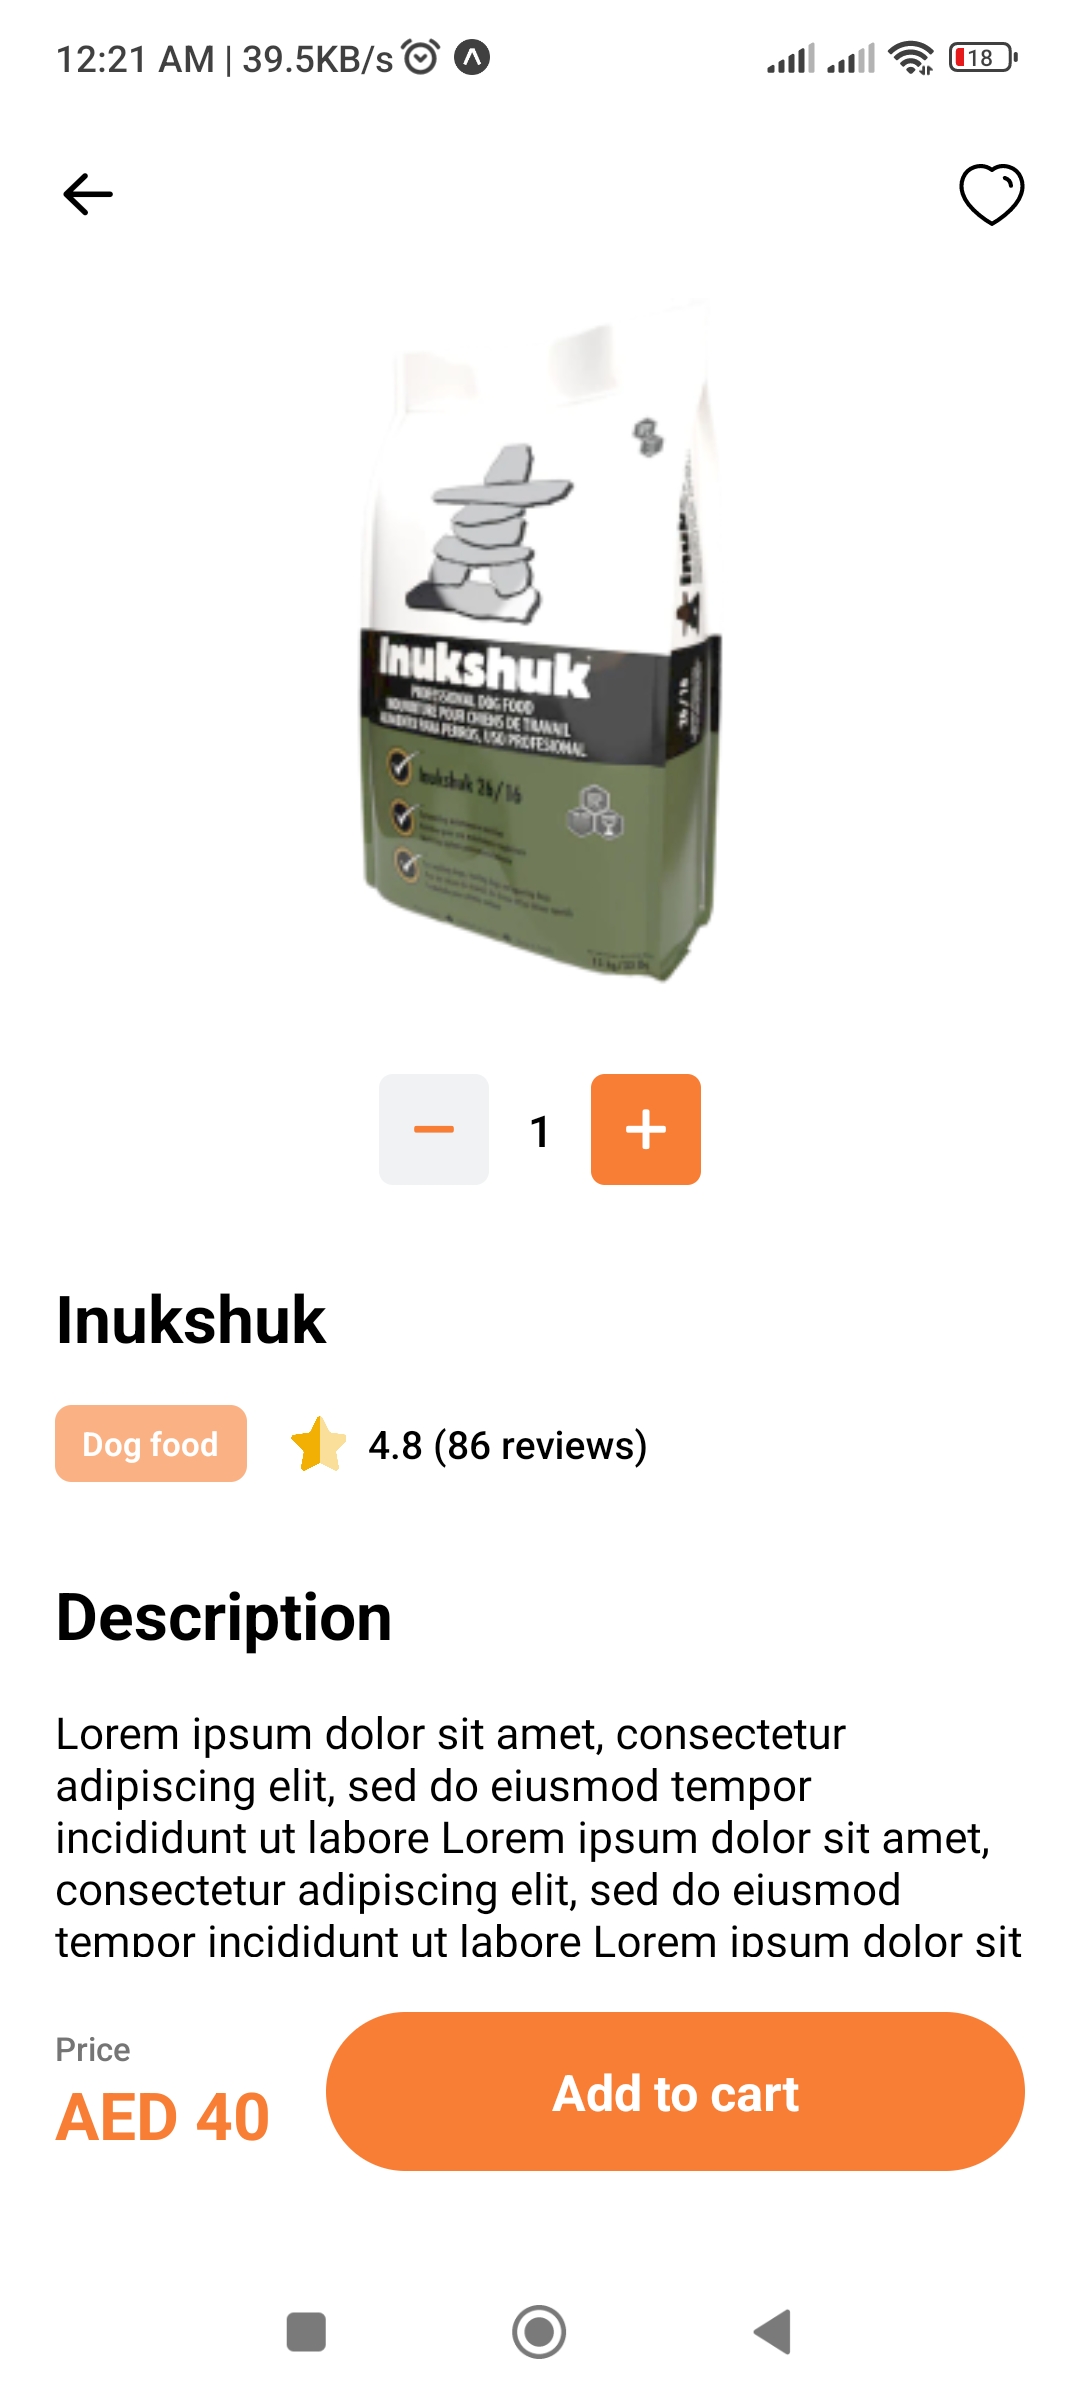 12:21 AM | 39.5KB/s
18
Inukshuk
PROFESSIONAL DOG FOOD
NOURRITURE POUR CHIENS DE TRAVAIL
ALIMENTO PARA PERROS, USO PROFESIONAL
Inukshuk 26/16
26/16
1
Inukshuk
Dog food
4.8 (86 reviews)
Description
Lorem ipsum dolor sit amet, consectetur
adipiscing elit, sed do eiusmod tempor
incididunt ut labore Lorem ipsum dolor sit amet,
consectetur adipiscing elit, sed do eiusmod
tempor incididunt ut labore Lorem ipsum dolor sit
Price
AED 40
Add to cart